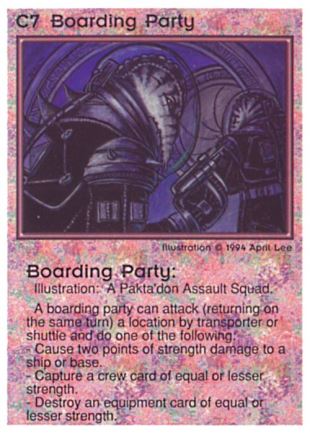 C7 Boarding Party
Illustration © 1994 April Lee
Boarding Party:
Illustration: A Pakta'don Assault Squad.
A boarding party can attack (returning on
the same turn) a location by transporter or
shuttle and do one of the following:
- Cause two points of strength damage to a
ship or base.
- Capture a crew card of equal or lesser
strength.
- Destroy an equipment card of equal or
lesser strength.